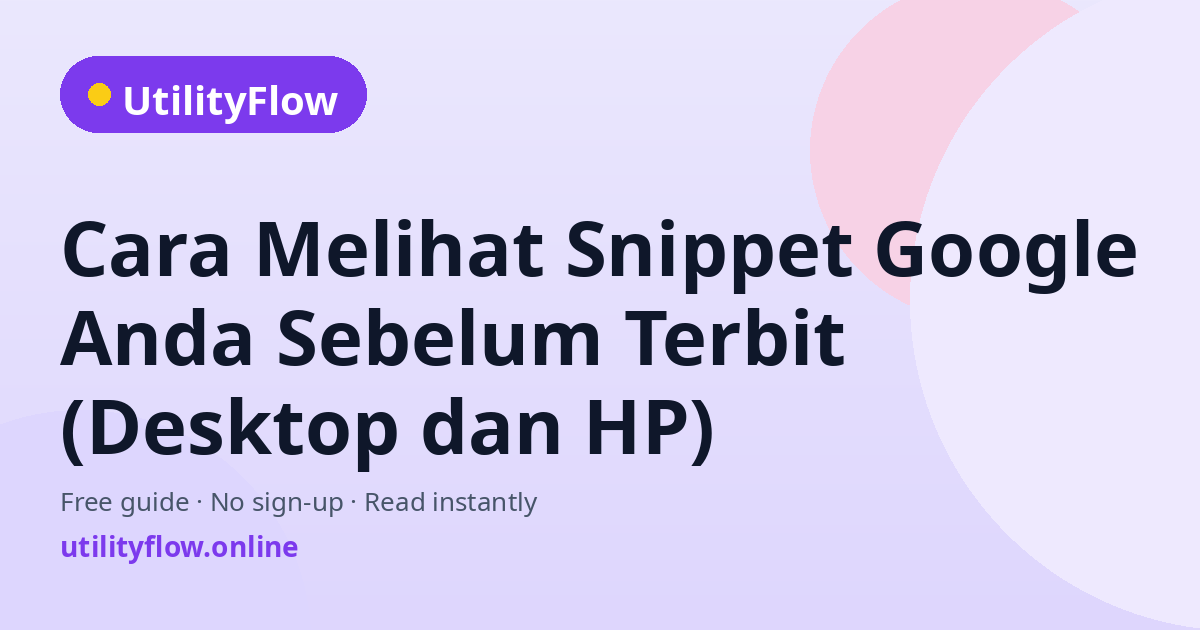 UtilityFlow
Cara Melihat Snippet Google
Anda Sebelum Terbit
(Desktop dan HP)
Free guide · No sign-up · Read instantly
utilityflow.online